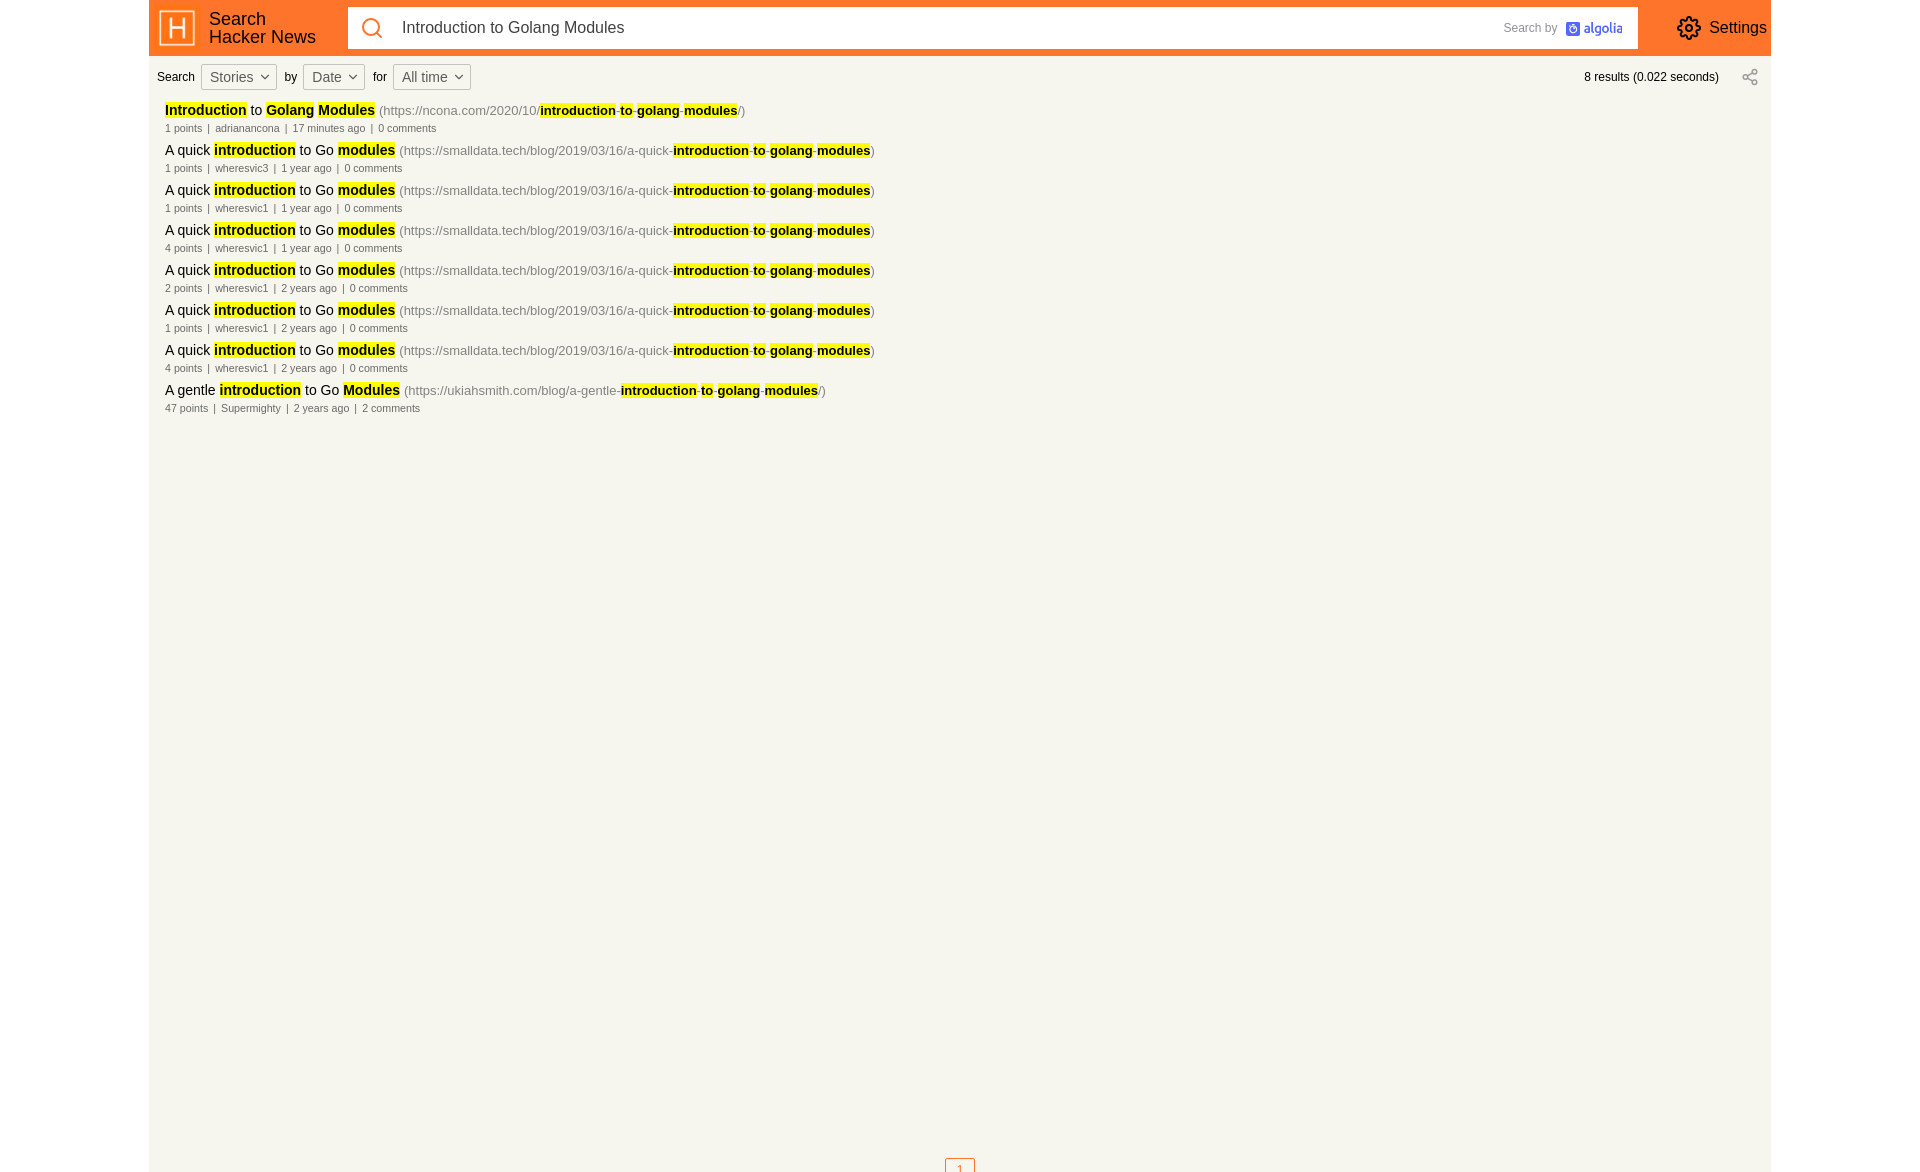 Search
Hacker News
Introduction to Golang Modules
Search by algolia
Settings
Search Stories by Date for All time
8 results (0.022 seconds)
Introduction to Golang Modules (https://ncona.com/2020/10/introduction-to-golang-modules/)
1 points | adrianancona | 17 minutes ago | 0 comments
A quick introduction to Go modules (https://smalldata.tech/blog/2019/03/16/a-quick-introduction-to-golang-modules)
1 points | wheresvic3 | 1 year ago | 0 comments
A quick introduction to Go modules (https://smalldata.tech/blog/2019/03/16/a-quick-introduction-to-golang-modules)
1 points | wheresvic1 | 1 year ago | 0 comments
A quick introduction to Go modules (https://smalldata.tech/blog/2019/03/16/a-quick-introduction-to-golang-modules)
4 points | wheresvic1 | 1 year ago | 0 comments
A quick introduction to Go modules (https://smalldata.tech/blog/2019/03/16/a-quick-introduction-to-golang-modules)
2 points | wheresvic1 | 2 years ago | 0 comments
A quick introduction to Go modules (https://smalldata.tech/blog/2019/03/16/a-quick-introduction-to-golang-modules)
1 points | wheresvic1 | 2 years ago | 0 comments
A quick introduction to Go modules (https://smalldata.tech/blog/2019/03/16/a-quick-introduction-to-golang-modules)
4 points | wheresvic1 | 2 years ago | 0 comments
A gentle introduction to Go Modules (https://ukiahsmith.com/blog/a-gentle-introduction-to-golang-modules/)
47 points | Supermighty | 2 years ago | 2 comments
1